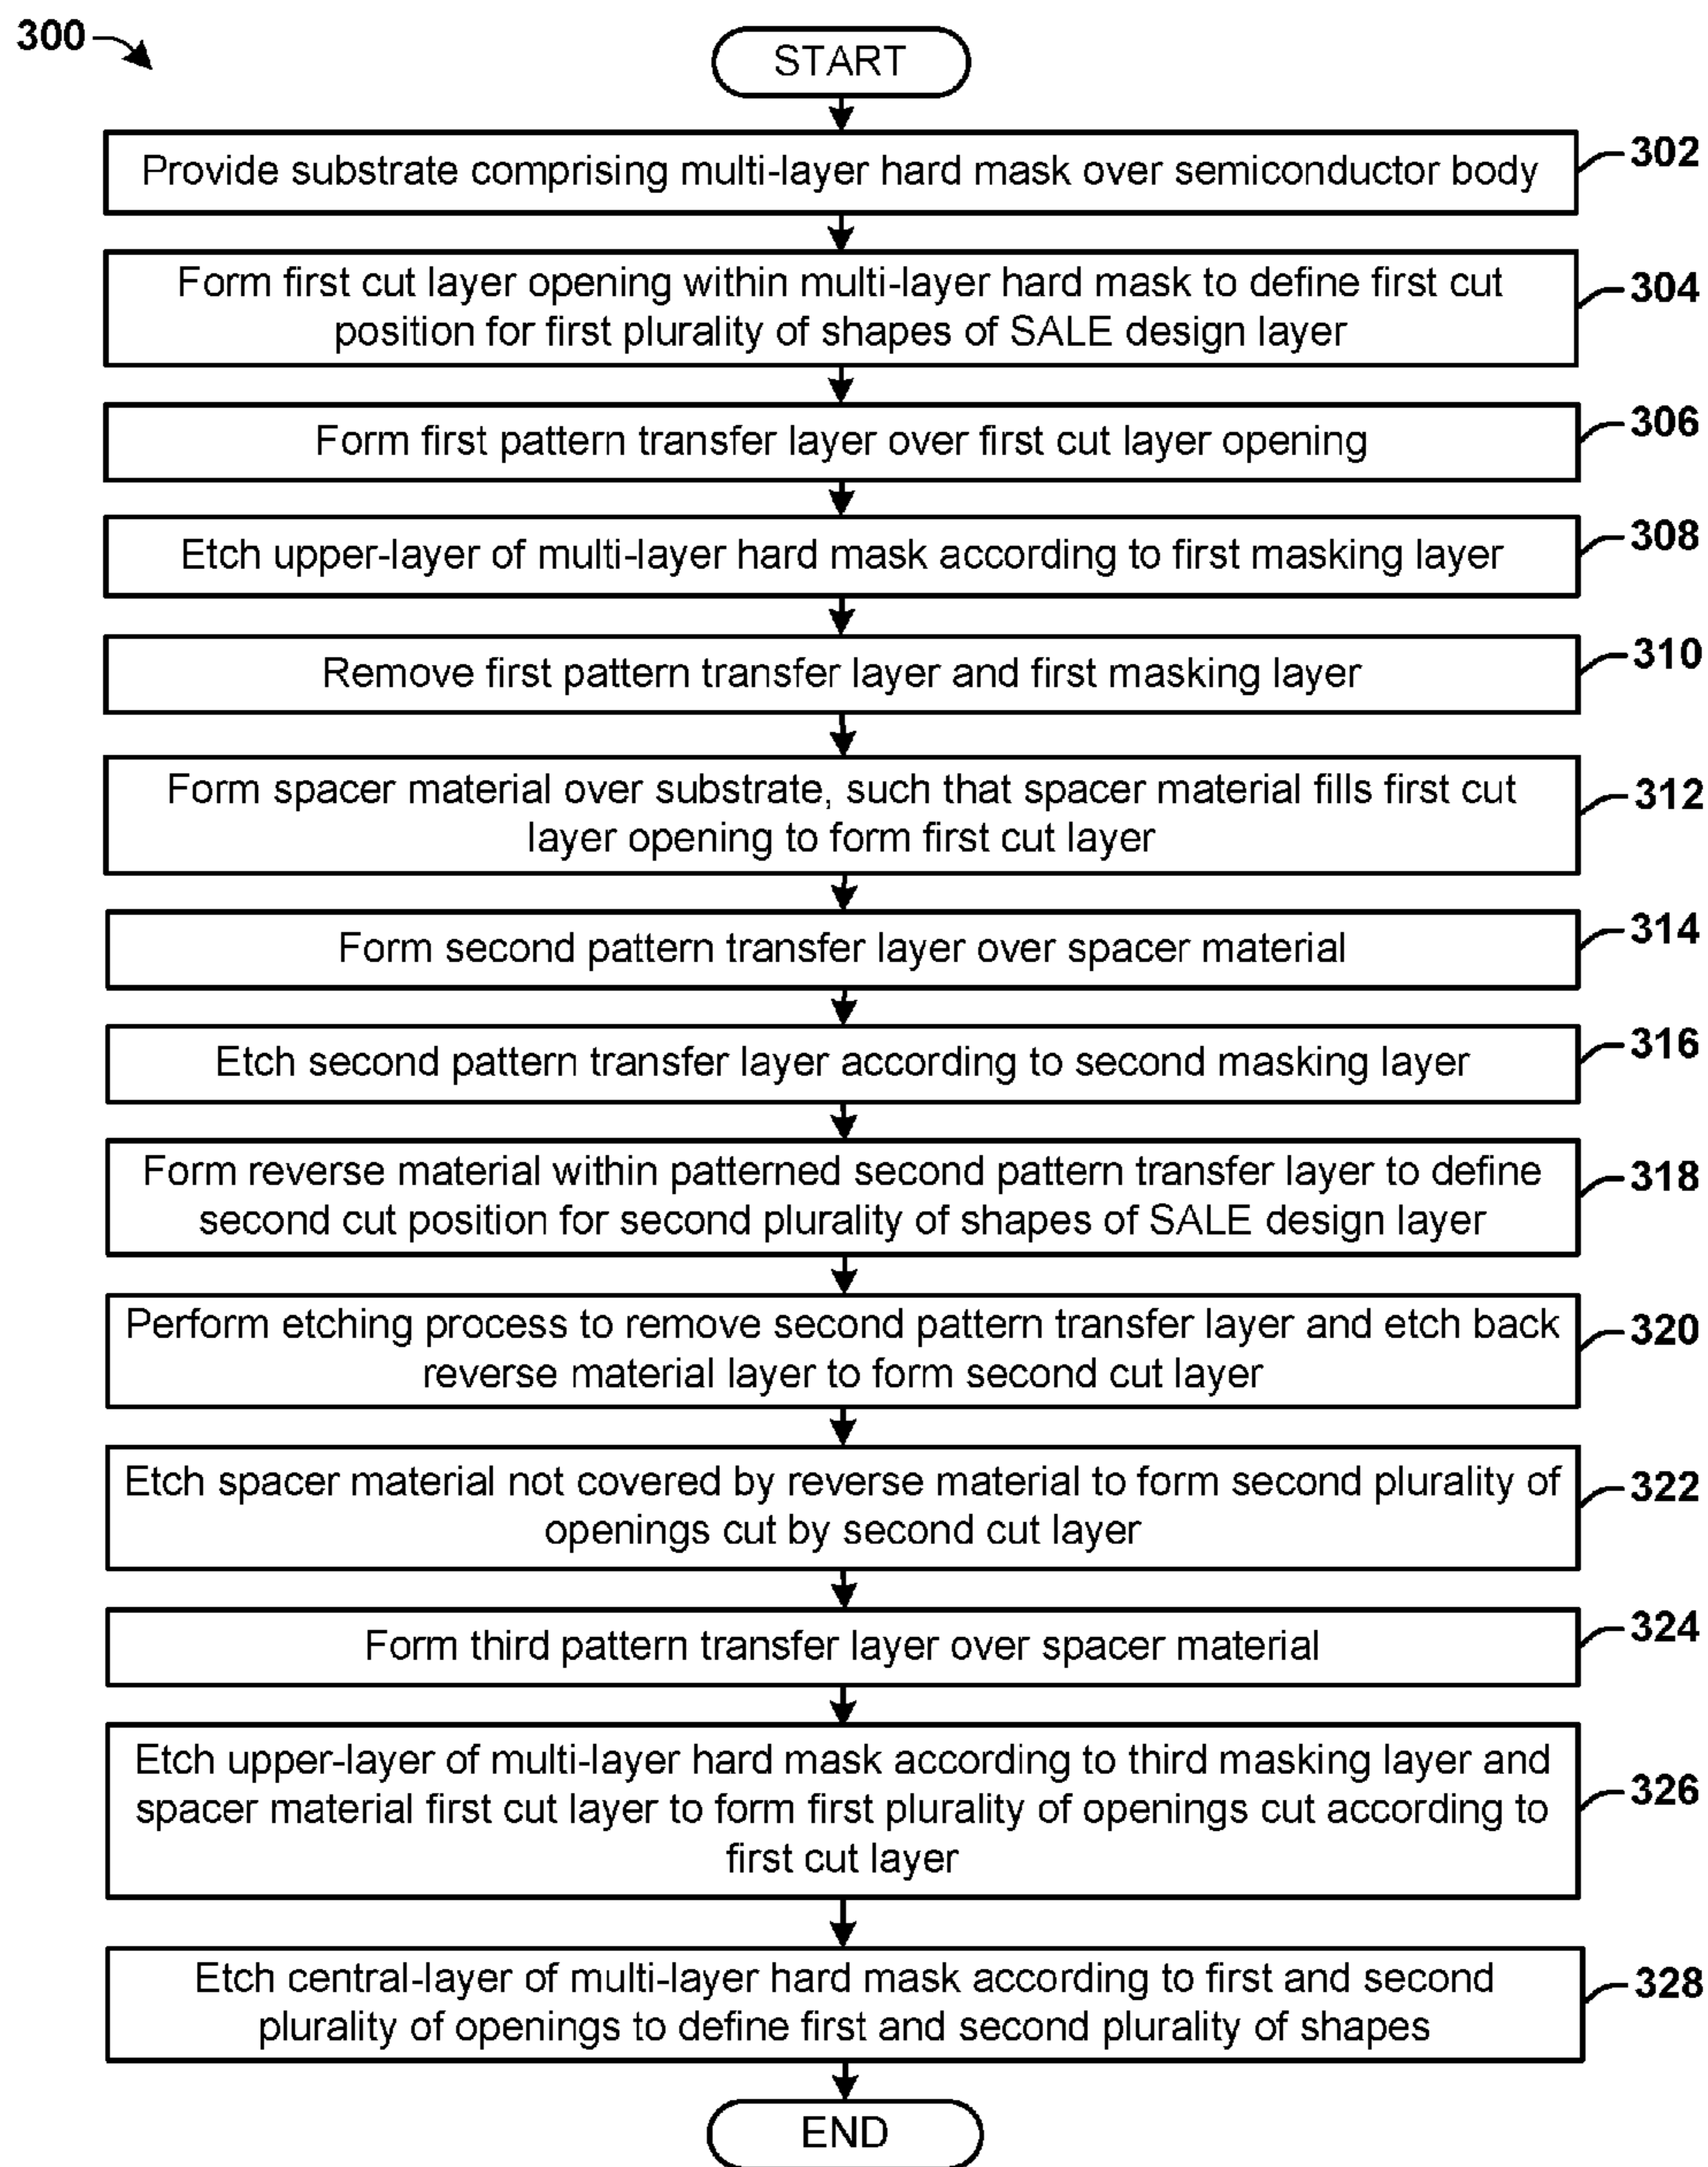 300
START
Provide substrate comprising multi-layer hard mask over semiconductor body
302
Form first cut layer opening within multi-layer hard mask to define first cut
position for first plurality of shapes of SALE design layer
304
Form first pattern transfer layer over first cut layer opening
306
Etch upper-layer of multi-layer hard mask according to first masking layer
308
Remove first pattern transfer layer and first masking layer
310
Form spacer material over substrate, such that spacer material fills first cut
layer opening to form first cut layer
312
Form second pattern transfer layer over spacer material
314
Etch second pattern transfer layer according to second masking layer
316
Form reverse material within patterned second pattern transfer layer to define
second cut position for second plurality of shapes of SALE design layer
318
Perform etching process to remove second pattern transfer layer and etch back
reverse material layer to form second cut layer
320
Etch spacer material not covered by reverse material to form second plurality of
openings cut by second cut layer
322
Form third pattern transfer layer over spacer material
324
Etch upper-layer of multi-layer hard mask according to third masking layer and
spacer material first cut layer to form first plurality of openings cut according to
first cut layer
326
Etch central-layer of multi-layer hard mask according to first and second
plurality of openings to define first and second plurality of shapes
328
END